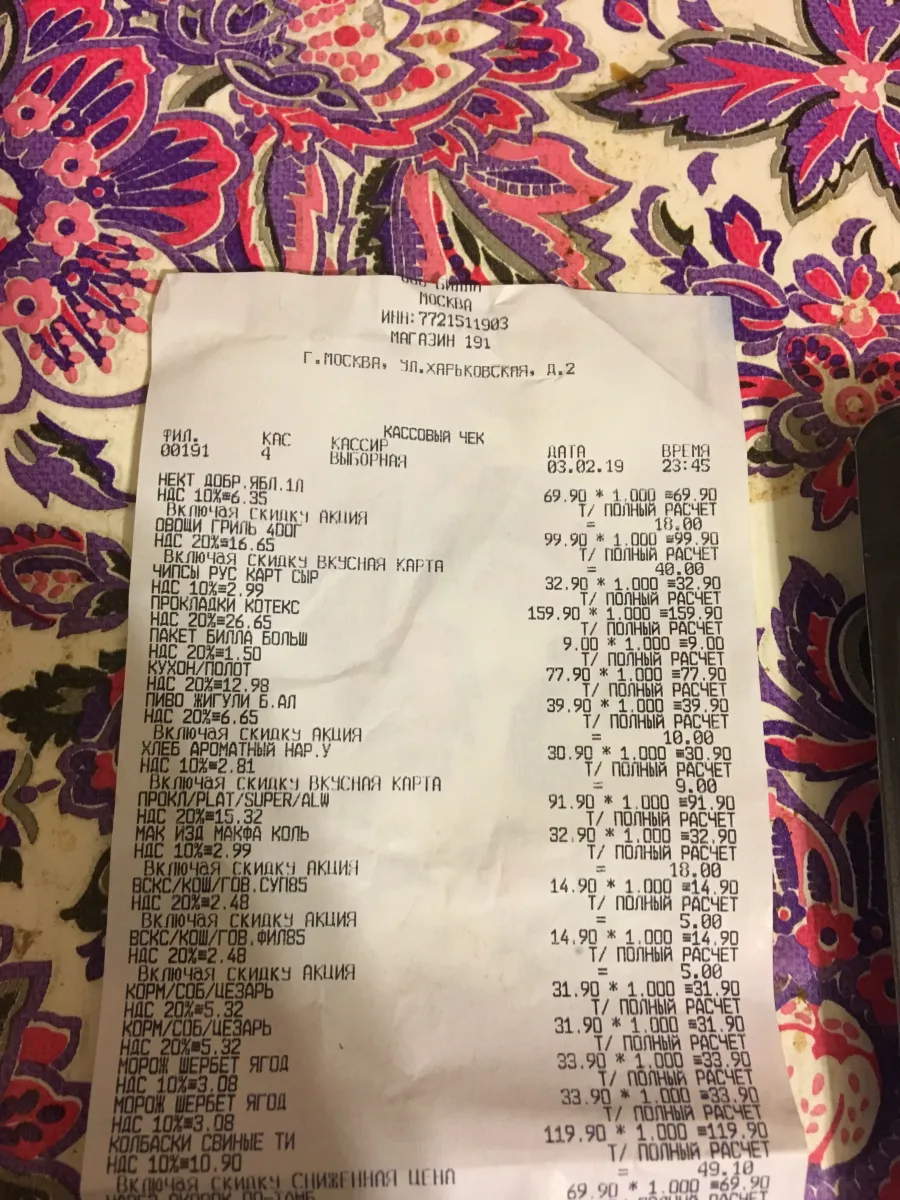 ООО БИЛЛА
МОСКВА
ИНН:7721511903
МАГАЗИН 191
Г.МОСКВА, УЛ.ХАРЬКОВСКАЯ, Д.2
КАССОВЫЙ ЧЕК
ФИЛ. КАС КАССИР ДАТА ВРЕМЯ
00191 4 ВЫБОРНАЯ 03.02.19 23:45
НЕКТ ДОБР.ЯБЛ.1Л 69.90 * 1.000 ≡69.90
НДС 10%≡6.35 Т/ ПОЛНЫЙ РАСЧЕТ
Включая скидку АКЦИЯ = 18.00
ОВОЩИ ГРИЛЬ 400Г 99.90 * 1.000 ≡99.90
НДС 20%≡16.65 Т/ ПОЛНЫЙ РАСЧЕТ
Включая скидку ВКУСНАЯ КАРТА = 40.00
ЧИПСЫ РУС КАРТ СЫР 32.90 * 1.000 ≡32.90
НДС 10%≡2.99 Т/ ПОЛНЫЙ РАСЧЕТ
ПРОКЛАДКИ КОТЕКС 159.90 * 1.000 ≡159.90
НДС 20%≡26.65 Т/ ПОЛНЫЙ РАСЧЕТ
ПАКЕТ БИЛЛА БОЛЬШ 9.00 * 1.000 ≡9.00
НДС 20%≡1.50 Т/ ПОЛНЫЙ РАСЧЕТ
КУХОН/ПОЛОТ 77.90 * 1.000 ≡77.90
НДС 20%≡12.98 Т/ ПОЛНЫЙ РАСЧЕТ
ПИВО ЖИГУЛИ Б.АЛ 39.90 * 1.000 ≡39.90
НДС 20%≡6.65 Т/ ПОЛНЫЙ РАСЧЕТ
Включая скидку АКЦИЯ = 10.00
ХЛЕБ АРОМАТНЫЙ НАР.У 30.90 * 1.000 ≡30.90
НДС 10%≡2.81 Т/ ПОЛНЫЙ РАСЧЕТ
Включая скидку ВКУСНАЯ КАРТА = 9.00
ПРОКЛ/PLAT/SUPER/ALW 91.90 * 1.000 ≡91.90
НДС 20%≡15.32 Т/ ПОЛНЫЙ РАСЧЕТ
МАК ИЗД МАКФА КОЛЬ 32.90 * 1.000 ≡32.90
НДС 10%≡2.99 Т/ ПОЛНЫЙ РАСЧЕТ
Включая скидку АКЦИЯ = 18.00
ВСКС/КОШ/ГОВ.СУП85 14.90 * 1.000 ≡14.90
НДС 20%≡2.48 Т/ ПОЛНЫЙ РАСЧЕТ
Включая скидку АКЦИЯ = 5.00
ВСКС/КОШ/ГОВ.ФИЛ85 14.90 * 1.000 ≡14.90
НДС 20%≡2.48 Т/ ПОЛНЫЙ РАСЧЕТ
Включая скидку АКЦИЯ = 5.00
КОРМ/СОБ/ЦЕЗАРЬ 31.90 * 1.000 ≡31.90
НДС 20%≡5.32 Т/ ПОЛНЫЙ РАСЧЕТ
КОРМ/СОБ/ЦЕЗАРЬ 31.90 * 1.000 ≡31.90
НДС 20%≡5.32 Т/ ПОЛНЫЙ РАСЧЕТ
МОРОЖ ШЕРБЕТ ЯГОД 33.90 * 1.000 ≡33.90
НДС 10%≡3.08 Т/ ПОЛНЫЙ РАСЧЕТ
МОРОЖ ШЕРБЕТ ЯГОД 33.90 * 1.000 ≡33.90
НДС 10%≡3.08 Т/ ПОЛНЫЙ РАСЧЕТ
КОЛБАСКИ СВИНЫЕ ТИ 119.90 * 1.000 ≡119.90
НДС 10%≡10.90 Т/ ПОЛНЫЙ РАСЧЕТ
Включая скидку СНИЖЕННАЯ ЦЕНА = 49.10
69.90 * 1.000 ≡69.90